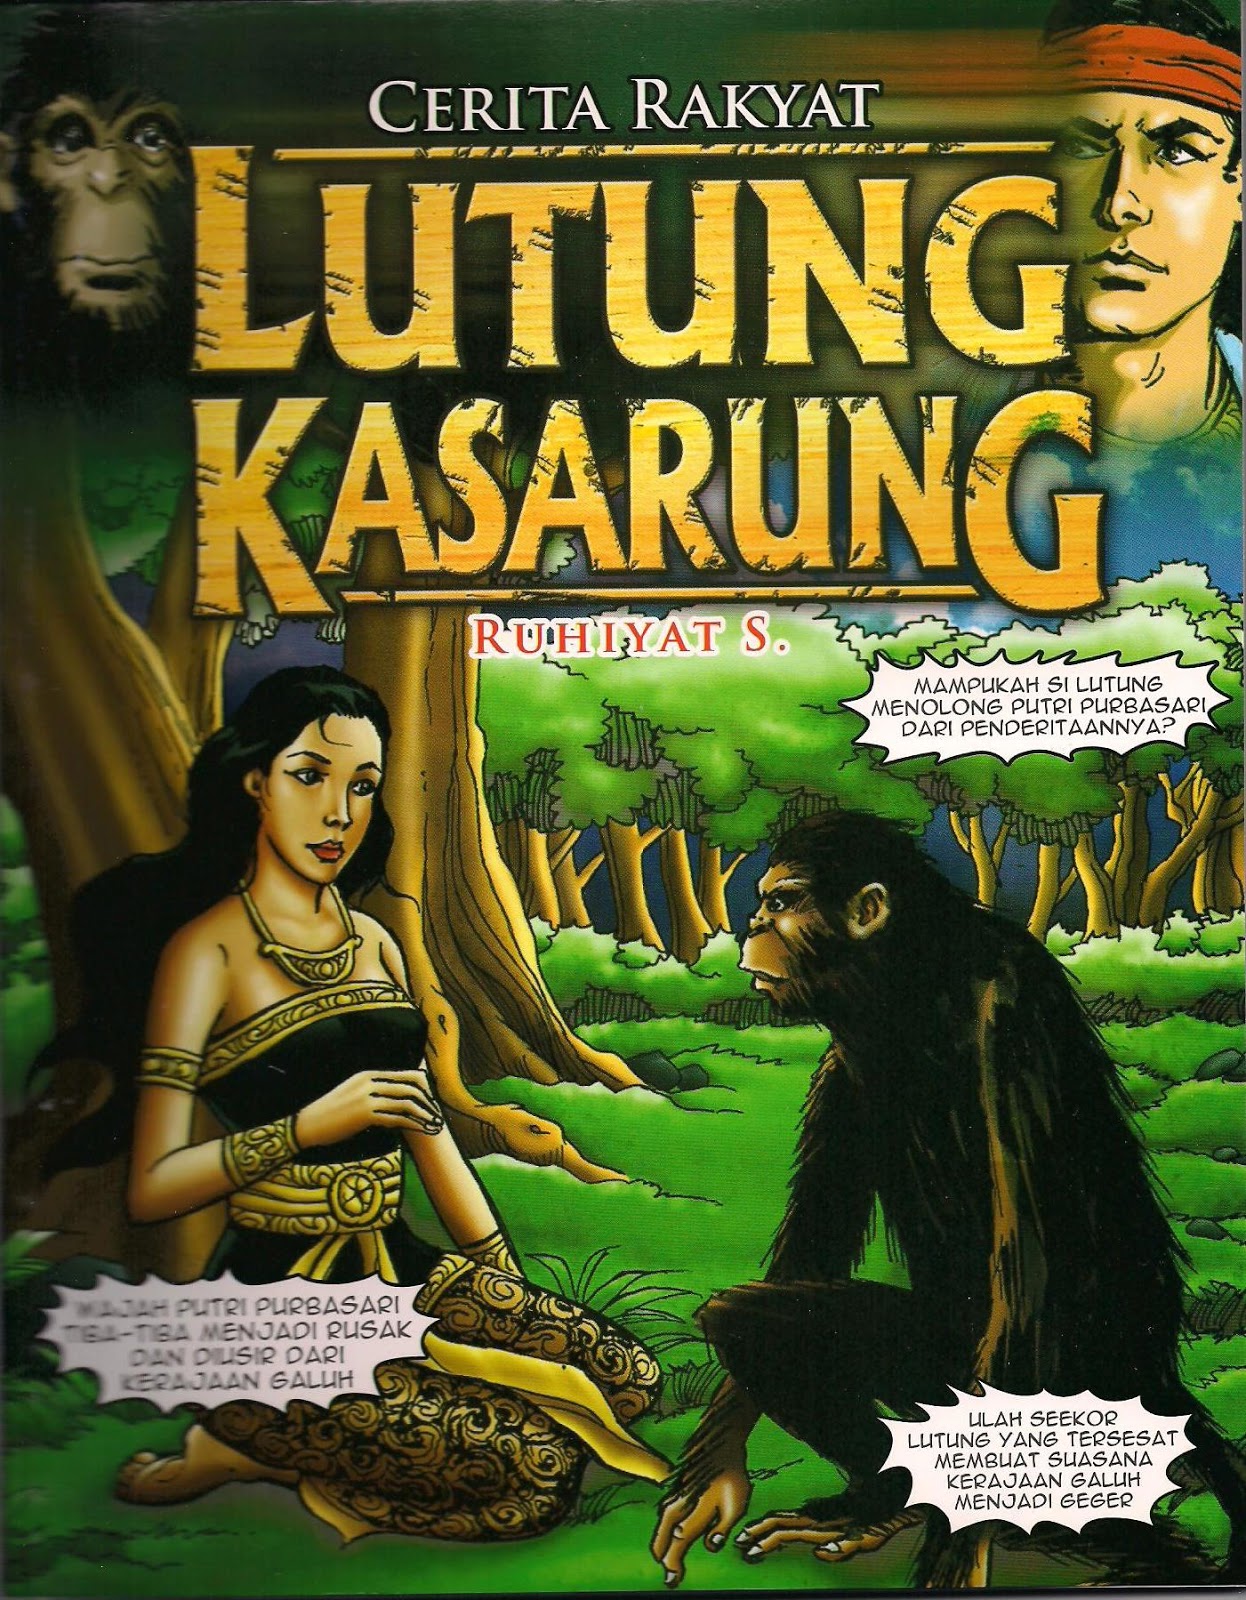 CERITA RAKYAT
LUTUNG
KASARUNG
RUHIYAT S.
MAMPUKAH SI LUTUNG
MENOLONG PUTRI PURBASARI
DARI PENDERITAANNYA?
WAJAH PUTRI PURBASARI
TIBA-TIBA MENJADI RUSAK
DAN DIUSIR DARI
KERAJAAN GALUH
ULAH SEEKOR
LUTUNG YANG TERSESAT
MEMBUAT SUASANA
KERAJAAN GALUH
MENJADI GEGER